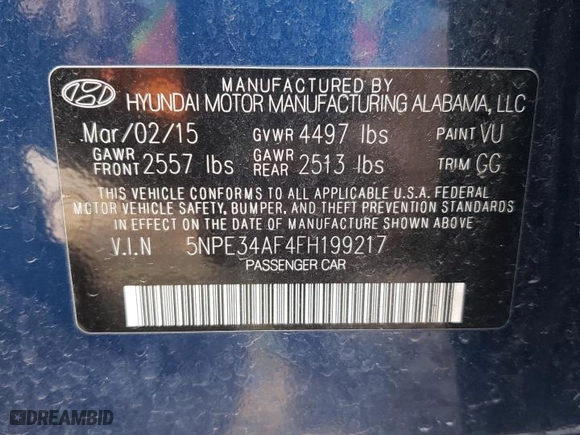 MANUFACTURED BY
HYUNDAI MOTOR MANUFACTURING ALABAMA, LLC
Mar/02/15 GVWR 4497 lbs PAINT VU
GAWR FRONT 2557 lbs GAWR REAR 2513 lbs TRIM GG
THIS VEHICLE CONFORMS TO ALL APPLICABLE U.S.A. FEDERAL
MOTOR VEHICLE SAFETY, BUMPER, AND THEFT PREVENTION STANDARDS
IN EFFECT ON THE DATE OF MANUFACTURE SHOWN ABOVE.
V.I.N 5NPE34AF4FH199217
PASSENGER CAR
DREAMBID